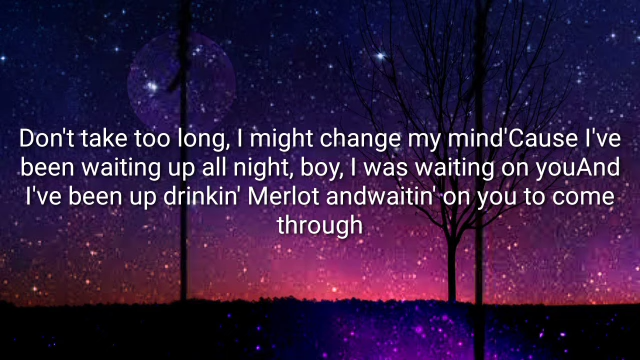 Don't take too long, I might change my mind'Cause I've
been waiting up all night, boy, I was waiting on youAnd
I've been up drinkin' Merlot andwaitin' on you to come
through